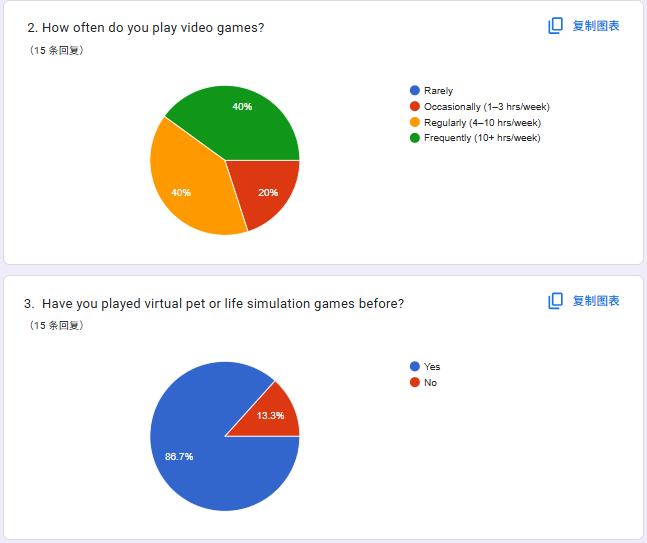 2. How often do you play video games?
复制图表
（15 条回复）
40%
40%
20%
Rarely
Occasionally (1–3 hrs/week)
Regularly (4–10 hrs/week)
Frequently (10+ hrs/week)
3. Have you played virtual pet or life simulation games before?
复制图表
（15 条回复）
13.3%
86.7%
Yes
No